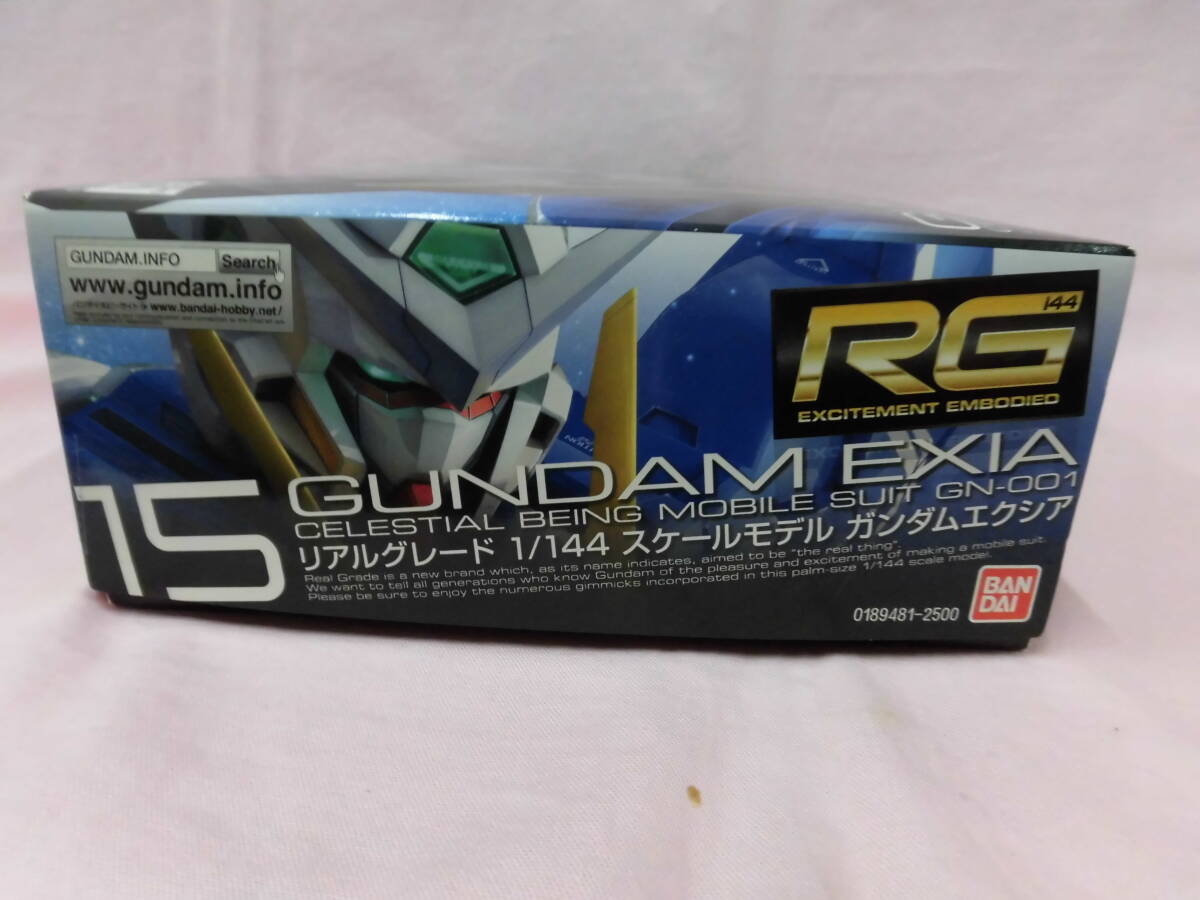 GUNDAM.INFO Search
www.gundam.info
www.bandai-hobby.net/
RG
144
EXCITEMENT EMBODIED
15
GUNDAM EXIA
CELESTIAL BEING MOBILE SUIT GN-001
リアルグレード 1/144 スケールモデル ガンダムエクシア
Real Grade is a new brand which, as its name indicates, aimed to be "the real thing".
We want to tell all generations who know Gundam of the pleasure and excitement of making a mobile suit.
Please be sure to enjoy the numerous gimmicks incorporated in this palm-size 1/144 scale model.
0189481-2500
BAN
DAI